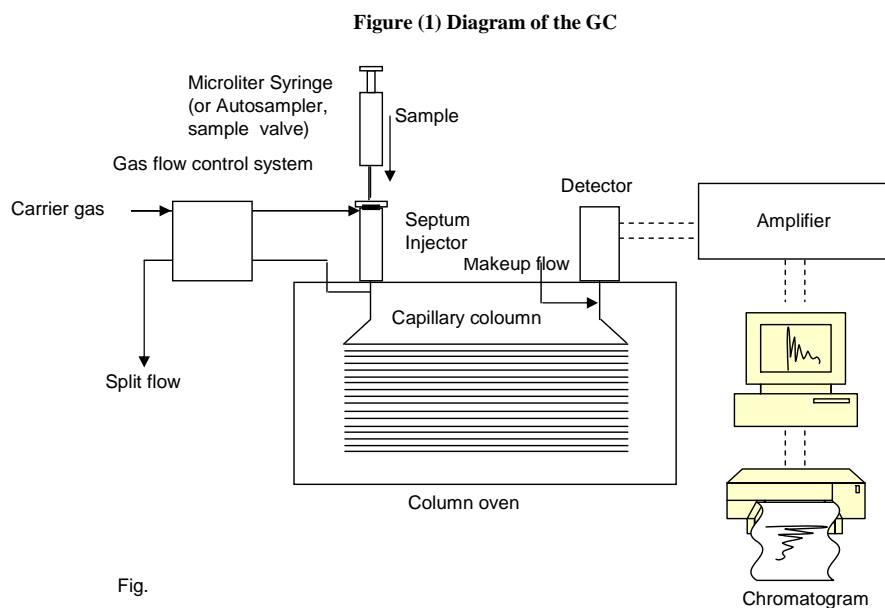 Figure (1) Diagram of the GC
Microliter Syringe
(or Autosampler,
sample valve)
Sample
Gas flow control system
Carrier gas
Septum
Injector
Detector
Amplifier
Makeup flow
Capillary coloumn
Split flow
Column oven
Fig.
Chromatogram